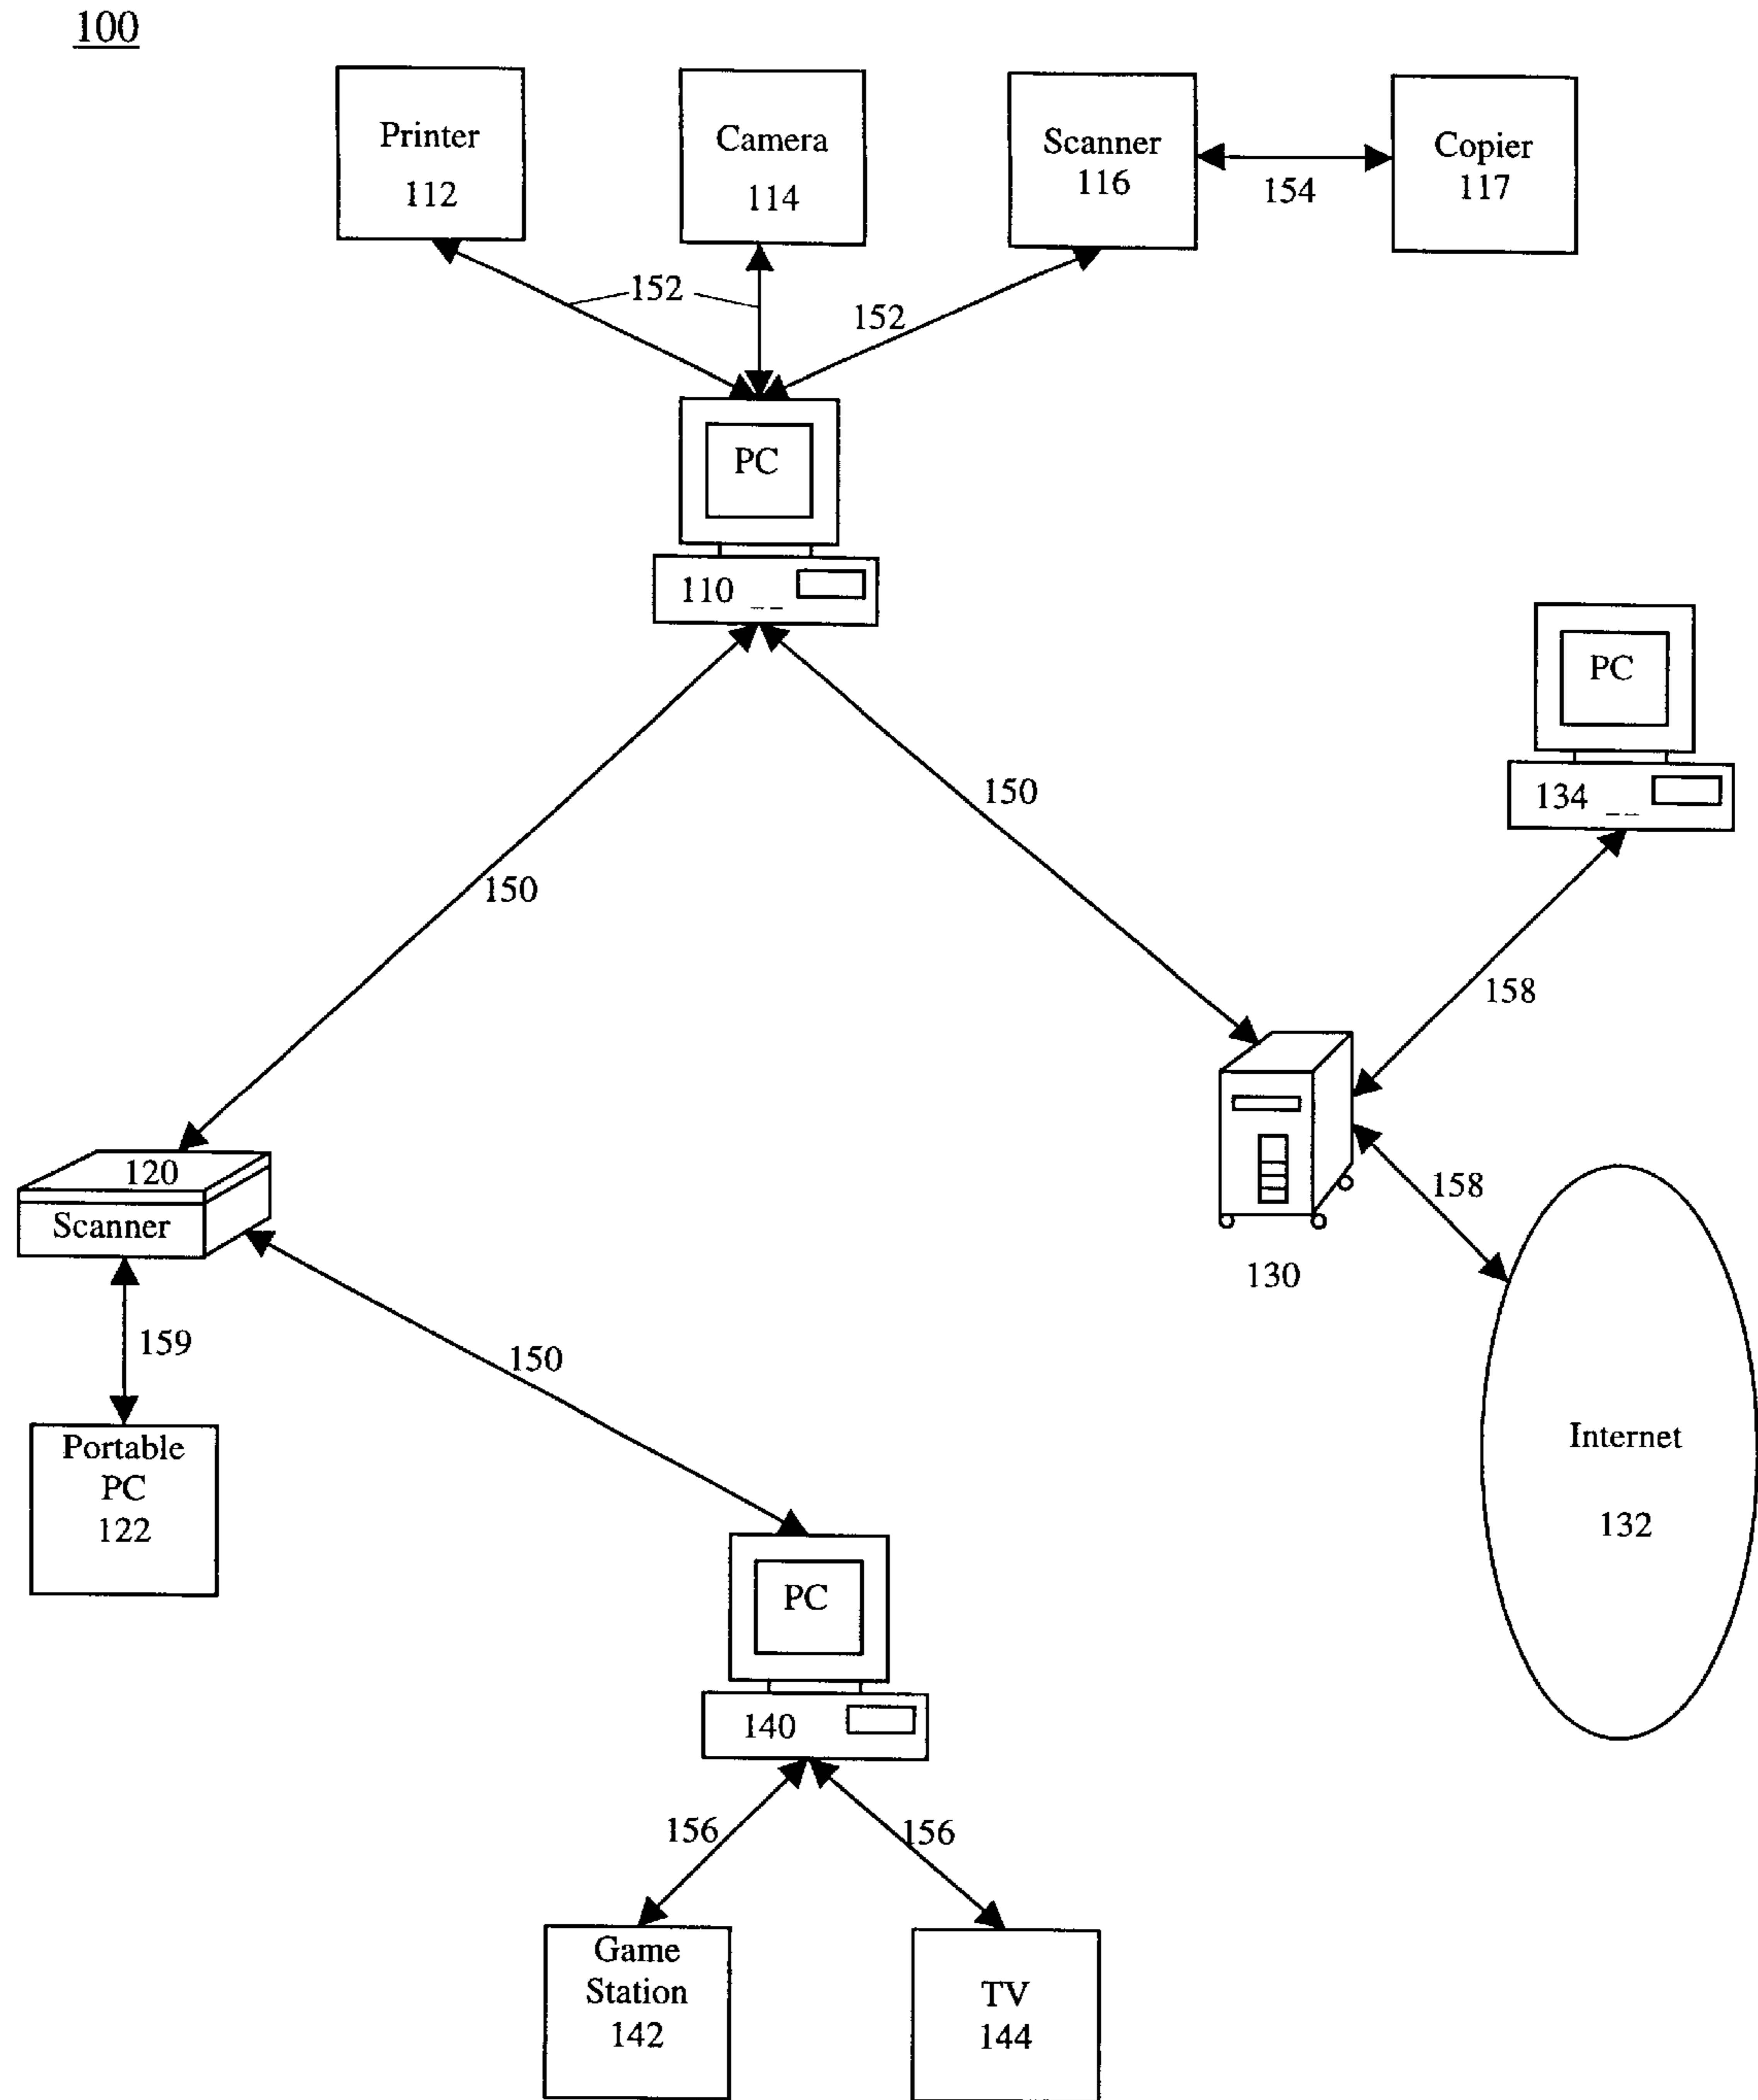 100
Printer
112
Camera
114
Scanner
116
154
Copier
117
152
152
PC
110
PC
134
150
150
158
120
Scanner
158
130
159
150
Portable
PC
122
Internet
132
PC
140
156
156
Game
Station
142
TV
144